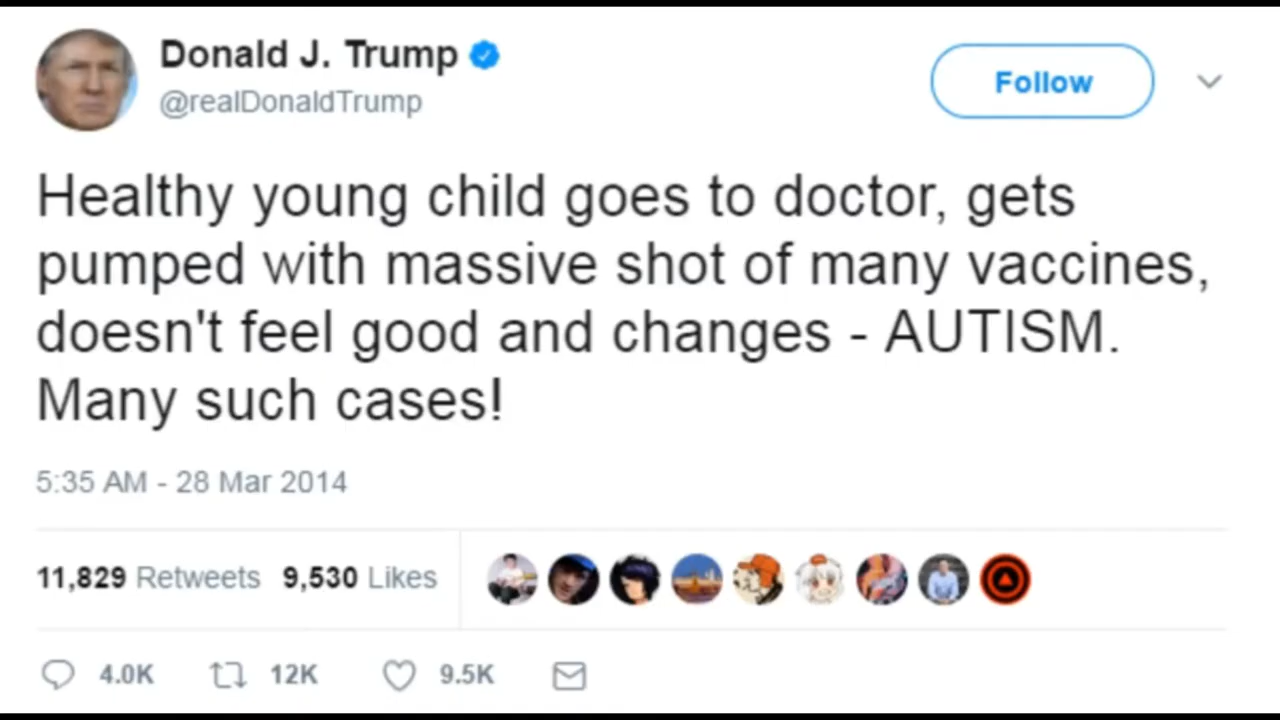 Donald J. Trump
@realDonaldTrump
Follow
Healthy young child goes to doctor, gets
pumped with massive shot of many vaccines,
doesn't feel good and changes - AUTISM.
Many such cases!
5:35 AM - 28 Mar 2014
11,829 Retweets 9,530 Likes
4.0K 12K 9.5K